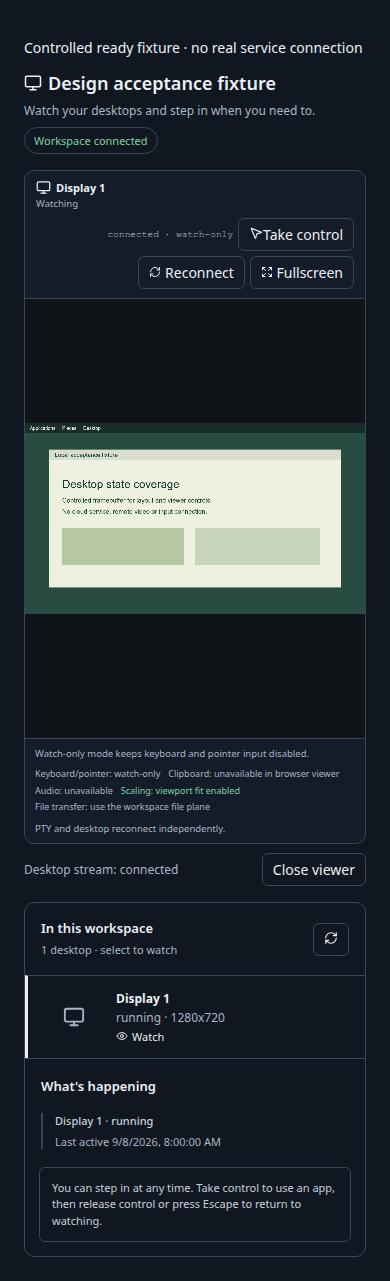 Controlled ready fixture · no real service connection
Design acceptance fixture
Watch your desktops and step in when you need to.
Workspace connected
Display 1
Watching
connected · watch-only
Take control
Reconnect
Fullscreen
Applications Places Desktop
Local acceptance fixture
Desktop state coverage
Controlled framebuffer for layout and viewer controls.
No cloud service, remote video or input connection.
Watch-only mode keeps keyboard and pointer input disabled.
Keyboard/pointer: watch-only Clipboard: unavailable in browser viewer
Audio: unavailable Scaling: viewport fit enabled
File transfer: use the workspace file plane
PTY and desktop reconnect independently.
Desktop stream: connected
Close viewer
In this workspace
1 desktop · select to watch
Display 1
running · 1280x720
Watch
What's happening
Display 1 · running
Last active 9/8/2026, 8:00:00 AM
You can step in at any time. Take control to use an app,
then release control or press Escape to return to
watching.